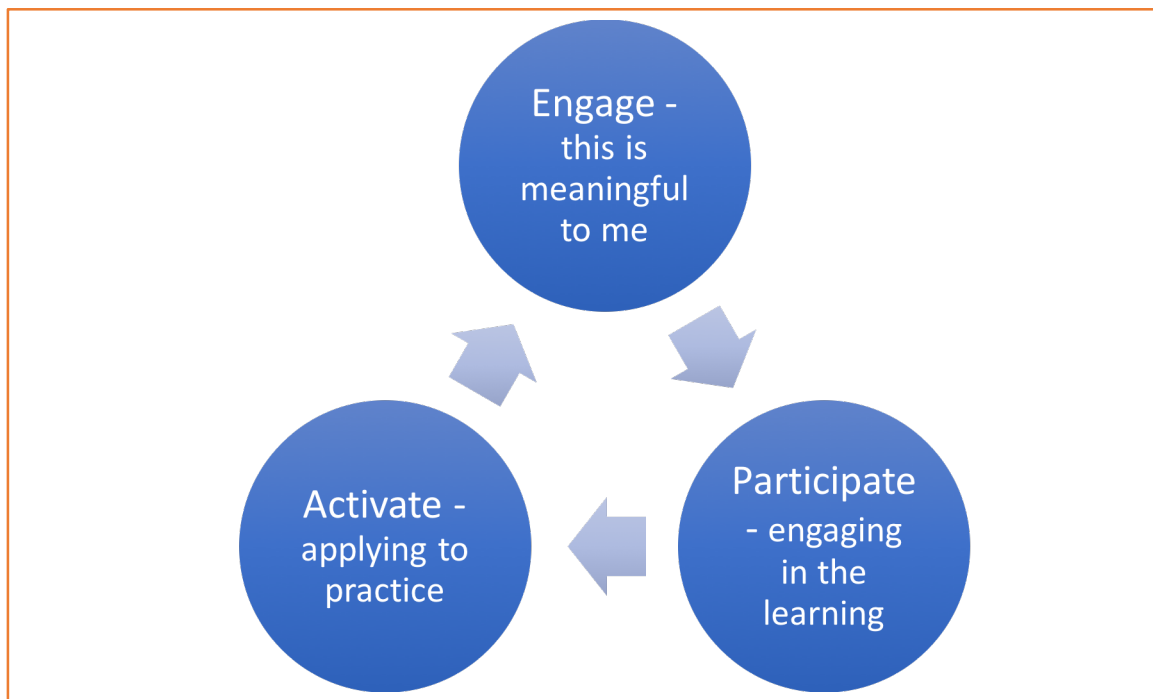 Engage -
this is
meaningful
to me
Participate
- engaging
in the
learning
Activate -
applying to
practice